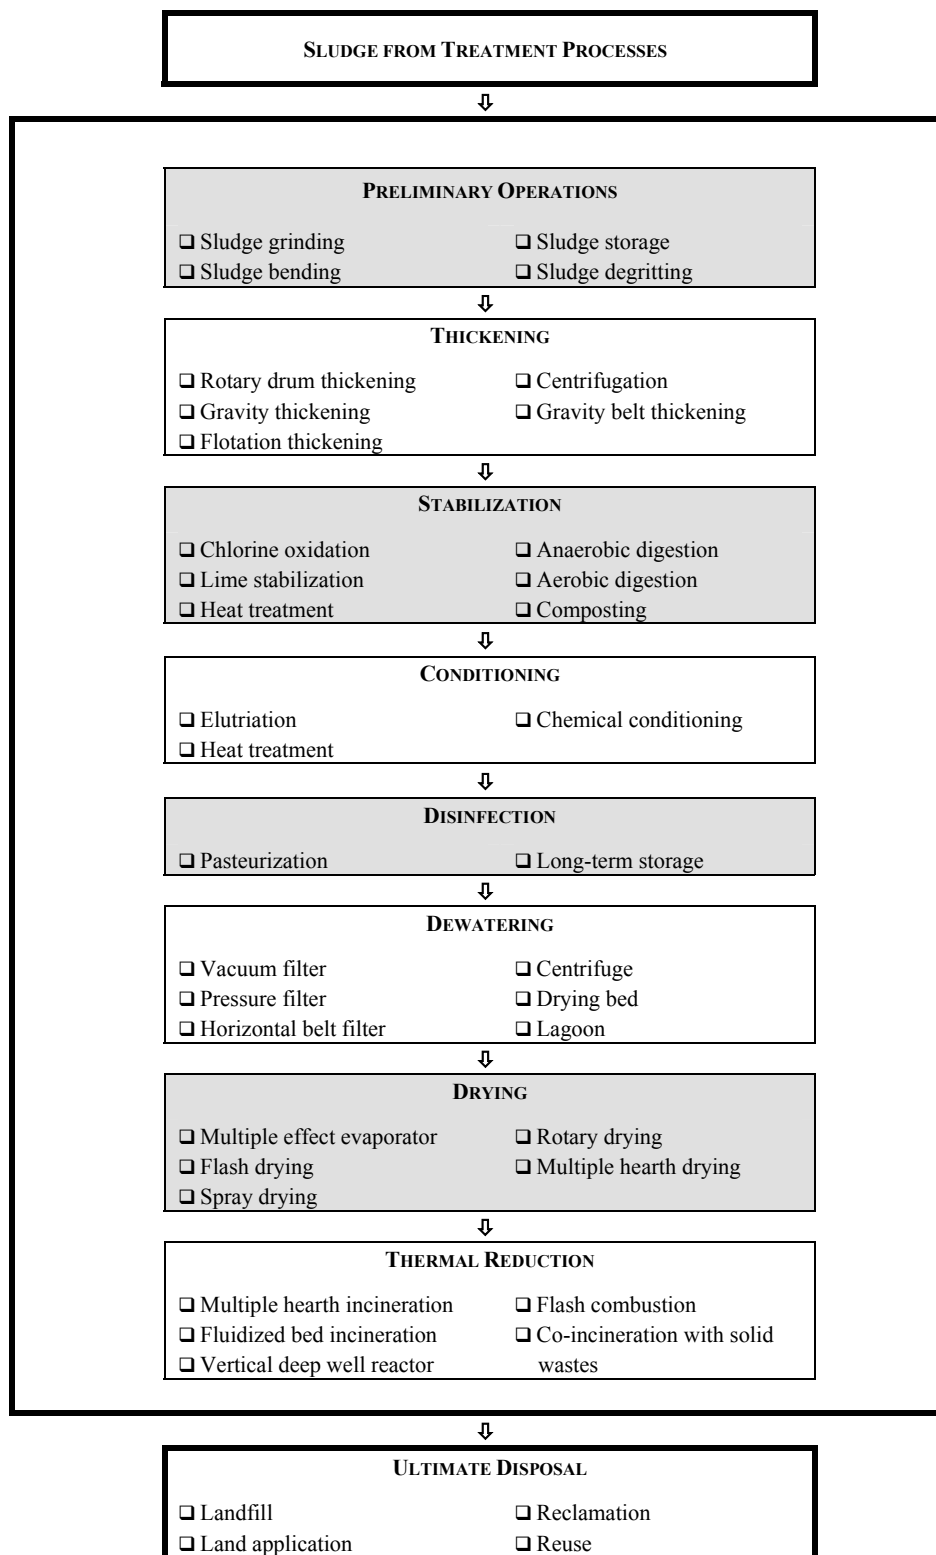 SLUDGE FROM TREATMENT PROCESSES
⇩
PRELIMINARY OPERATIONS
❑ Sludge grinding ❑ Sludge storage
❑ Sludge bending ❑ Sludge degritting
⇩
THICKENING
❑ Rotary drum thickening ❑ Centrifugation
❑ Gravity thickening ❑ Gravity belt thickening
❑ Flotation thickening
⇩
STABILIZATION
❑ Chlorine oxidation ❑ Anaerobic digestion
❑ Lime stabilization ❑ Aerobic digestion
❑ Heat treatment ❑ Composting
⇩
CONDITIONING
❑ Elutriation ❑ Chemical conditioning
❑ Heat treatment
⇩
DISINFECTION
❑ Pasteurization ❑ Long-term storage
⇩
DEWATERING
❑ Vacuum filter ❑ Centrifuge
❑ Pressure filter ❑ Drying bed
❑ Horizontal belt filter ❑ Lagoon
⇩
DRYING
❑ Multiple effect evaporator ❑ Rotary drying
❑ Flash drying ❑ Multiple hearth drying
❑ Spray drying
⇩
THERMAL REDUCTION
❑ Multiple hearth incineration ❑ Flash combustion
❑ Fluidized bed incineration ❑ Co-incineration with solid
❑ Vertical deep well reactor wastes
⇩
ULTIMATE DISPOSAL
❑ Landfill ❑ Reclamation
❑ Land application ❑ Reuse